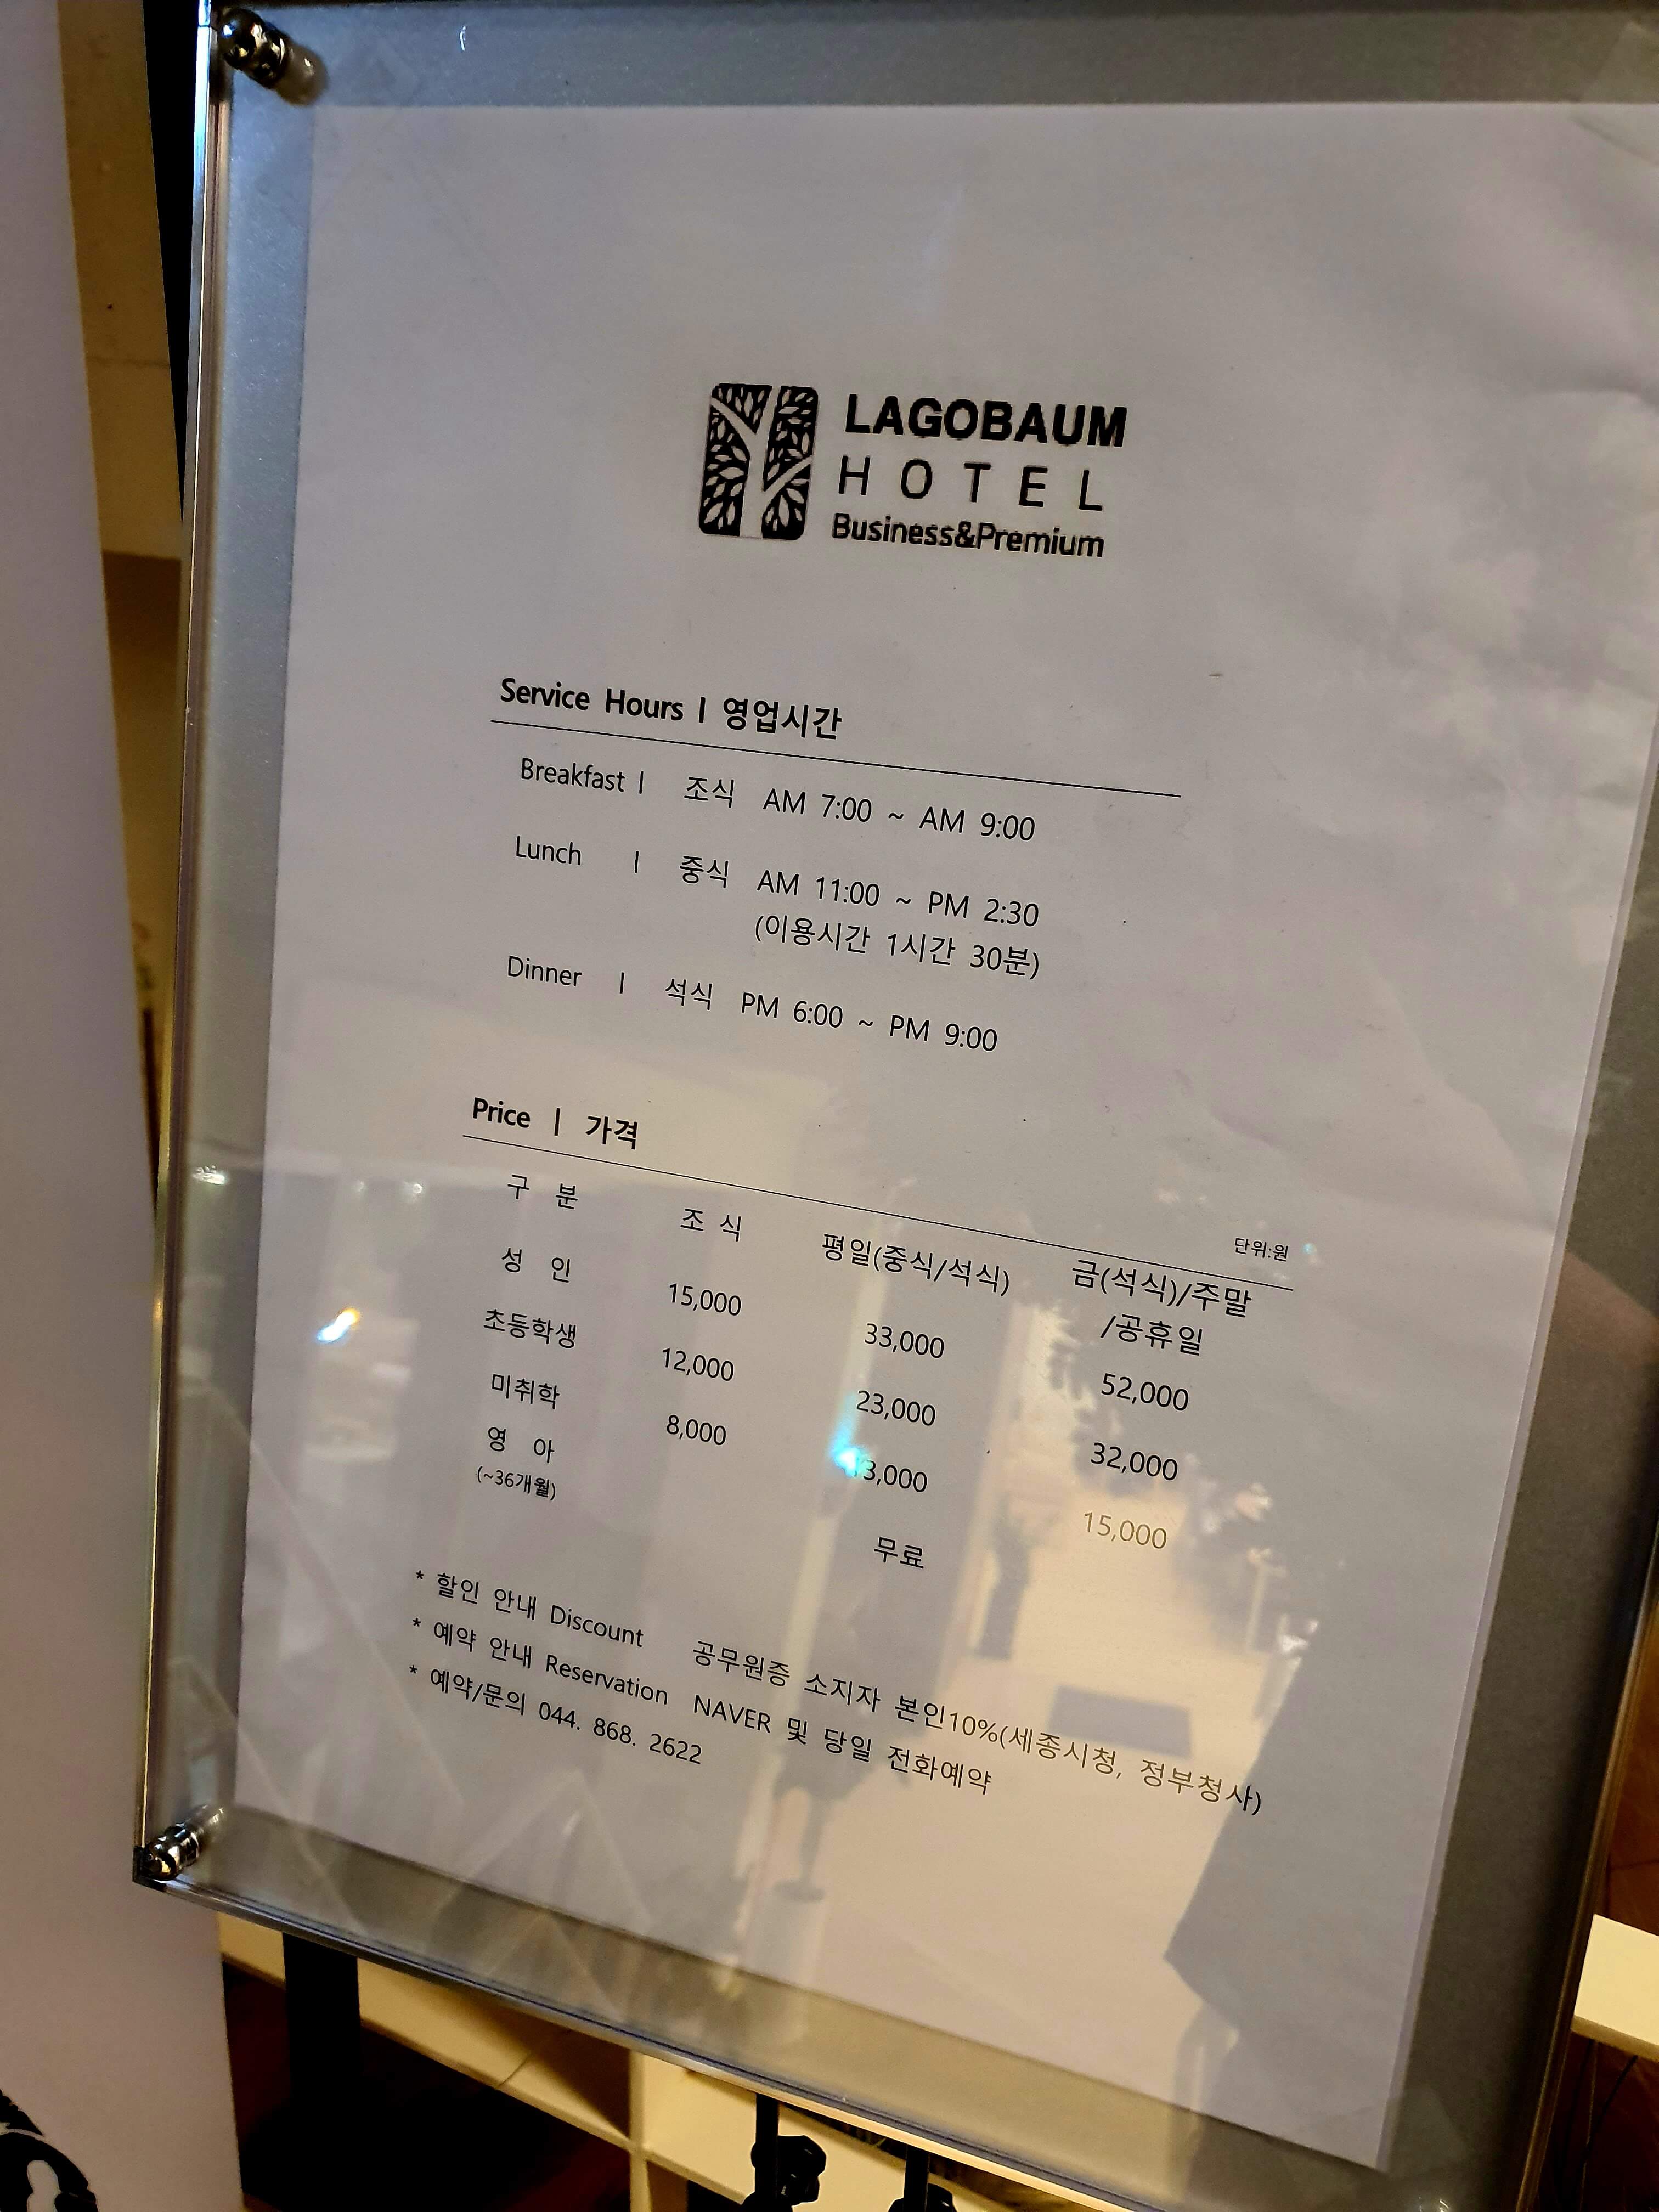 LAGOBAUM
HOTEL
Business&Premium
Service Hours I 영업시간
Breakfast I 조식 AM 7:00 ~ AM 9:00
Lunch I 중식 AM 11:00 ~ PM 2:30
(이용시간 1시간 30분)
Dinner I 석식 PM 6:00 ~ PM 9:00
Price | 가격
단위:원
구 분 조 식 평일(중식/석식) 금(석식)/주말
/공휴일
성 인 15,000 33,000 52,000
초등학생 12,000 23,000 32,000
미취학 8,000 15,000
영 아 무료
(~36개월)
* 할인 안내 Discount 공무원증 소지자 본인10%(세종시청, 정부청사)
* 예약 안내 Reservation NAVER 및 당일 전화예약
* 예약/문의 044. 868. 2622